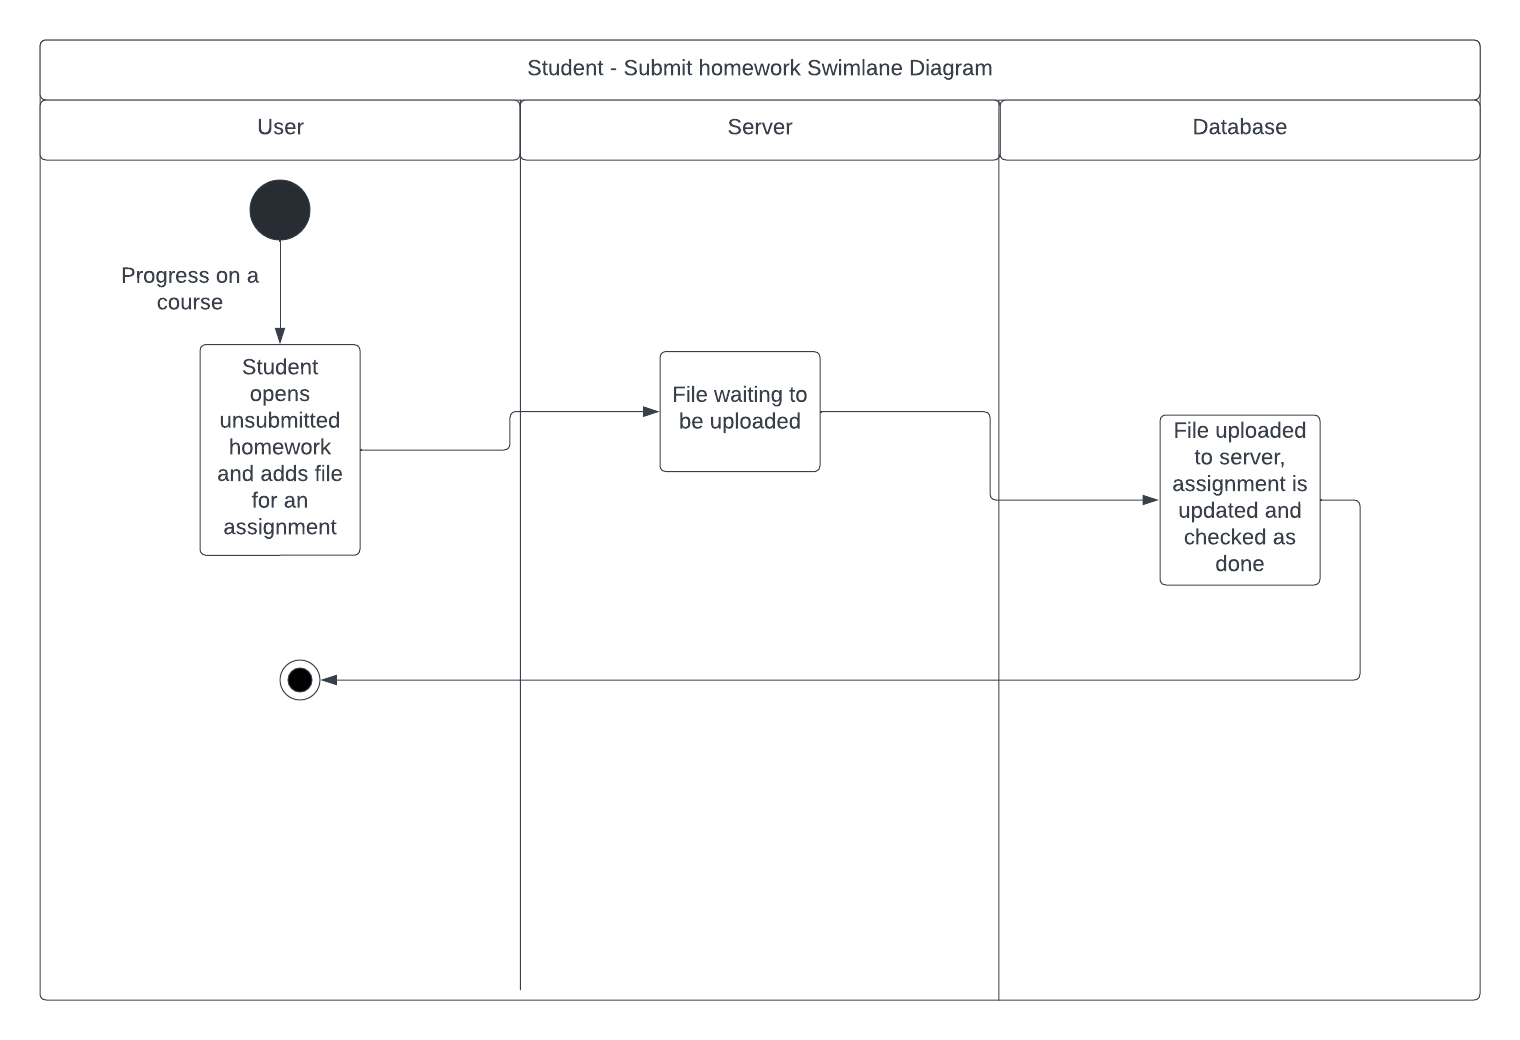 Student - Submit homework Swimlane Diagram
User
Server
Database
Progress on a
course
Student
opens
unsubmitted
homework
and adds file
for an
assignment
File waiting to
be uploaded
File uploaded
to server,
assignment is
updated and
checked as
done